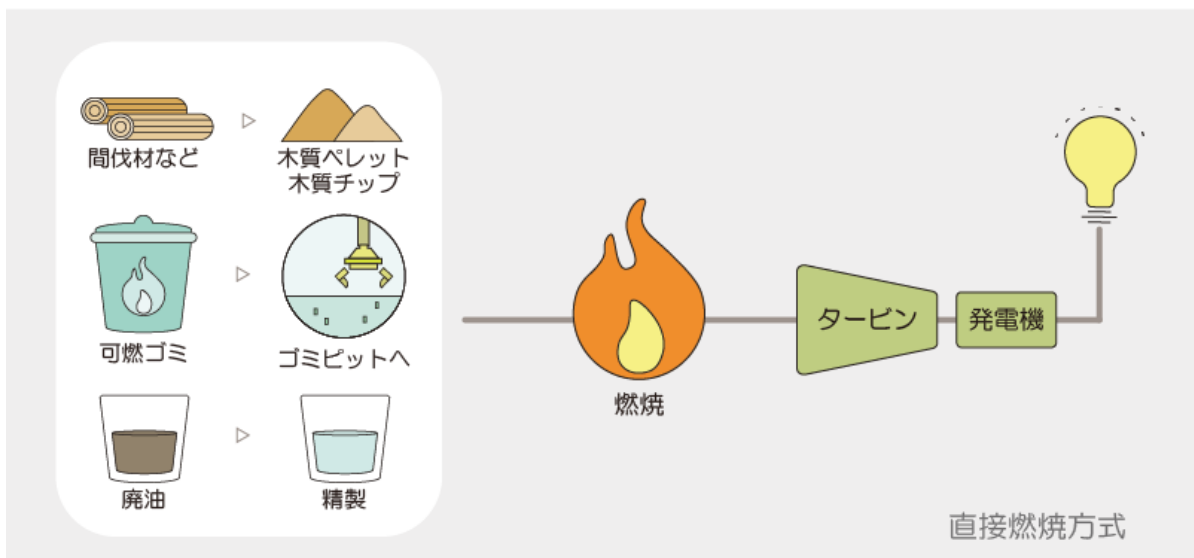 間伐材など
木質ペレット
木質チップ
可燃ゴミ
ゴミピットへ
廃油
精製
燃焼
タービン
発電機
直接燃焼方式